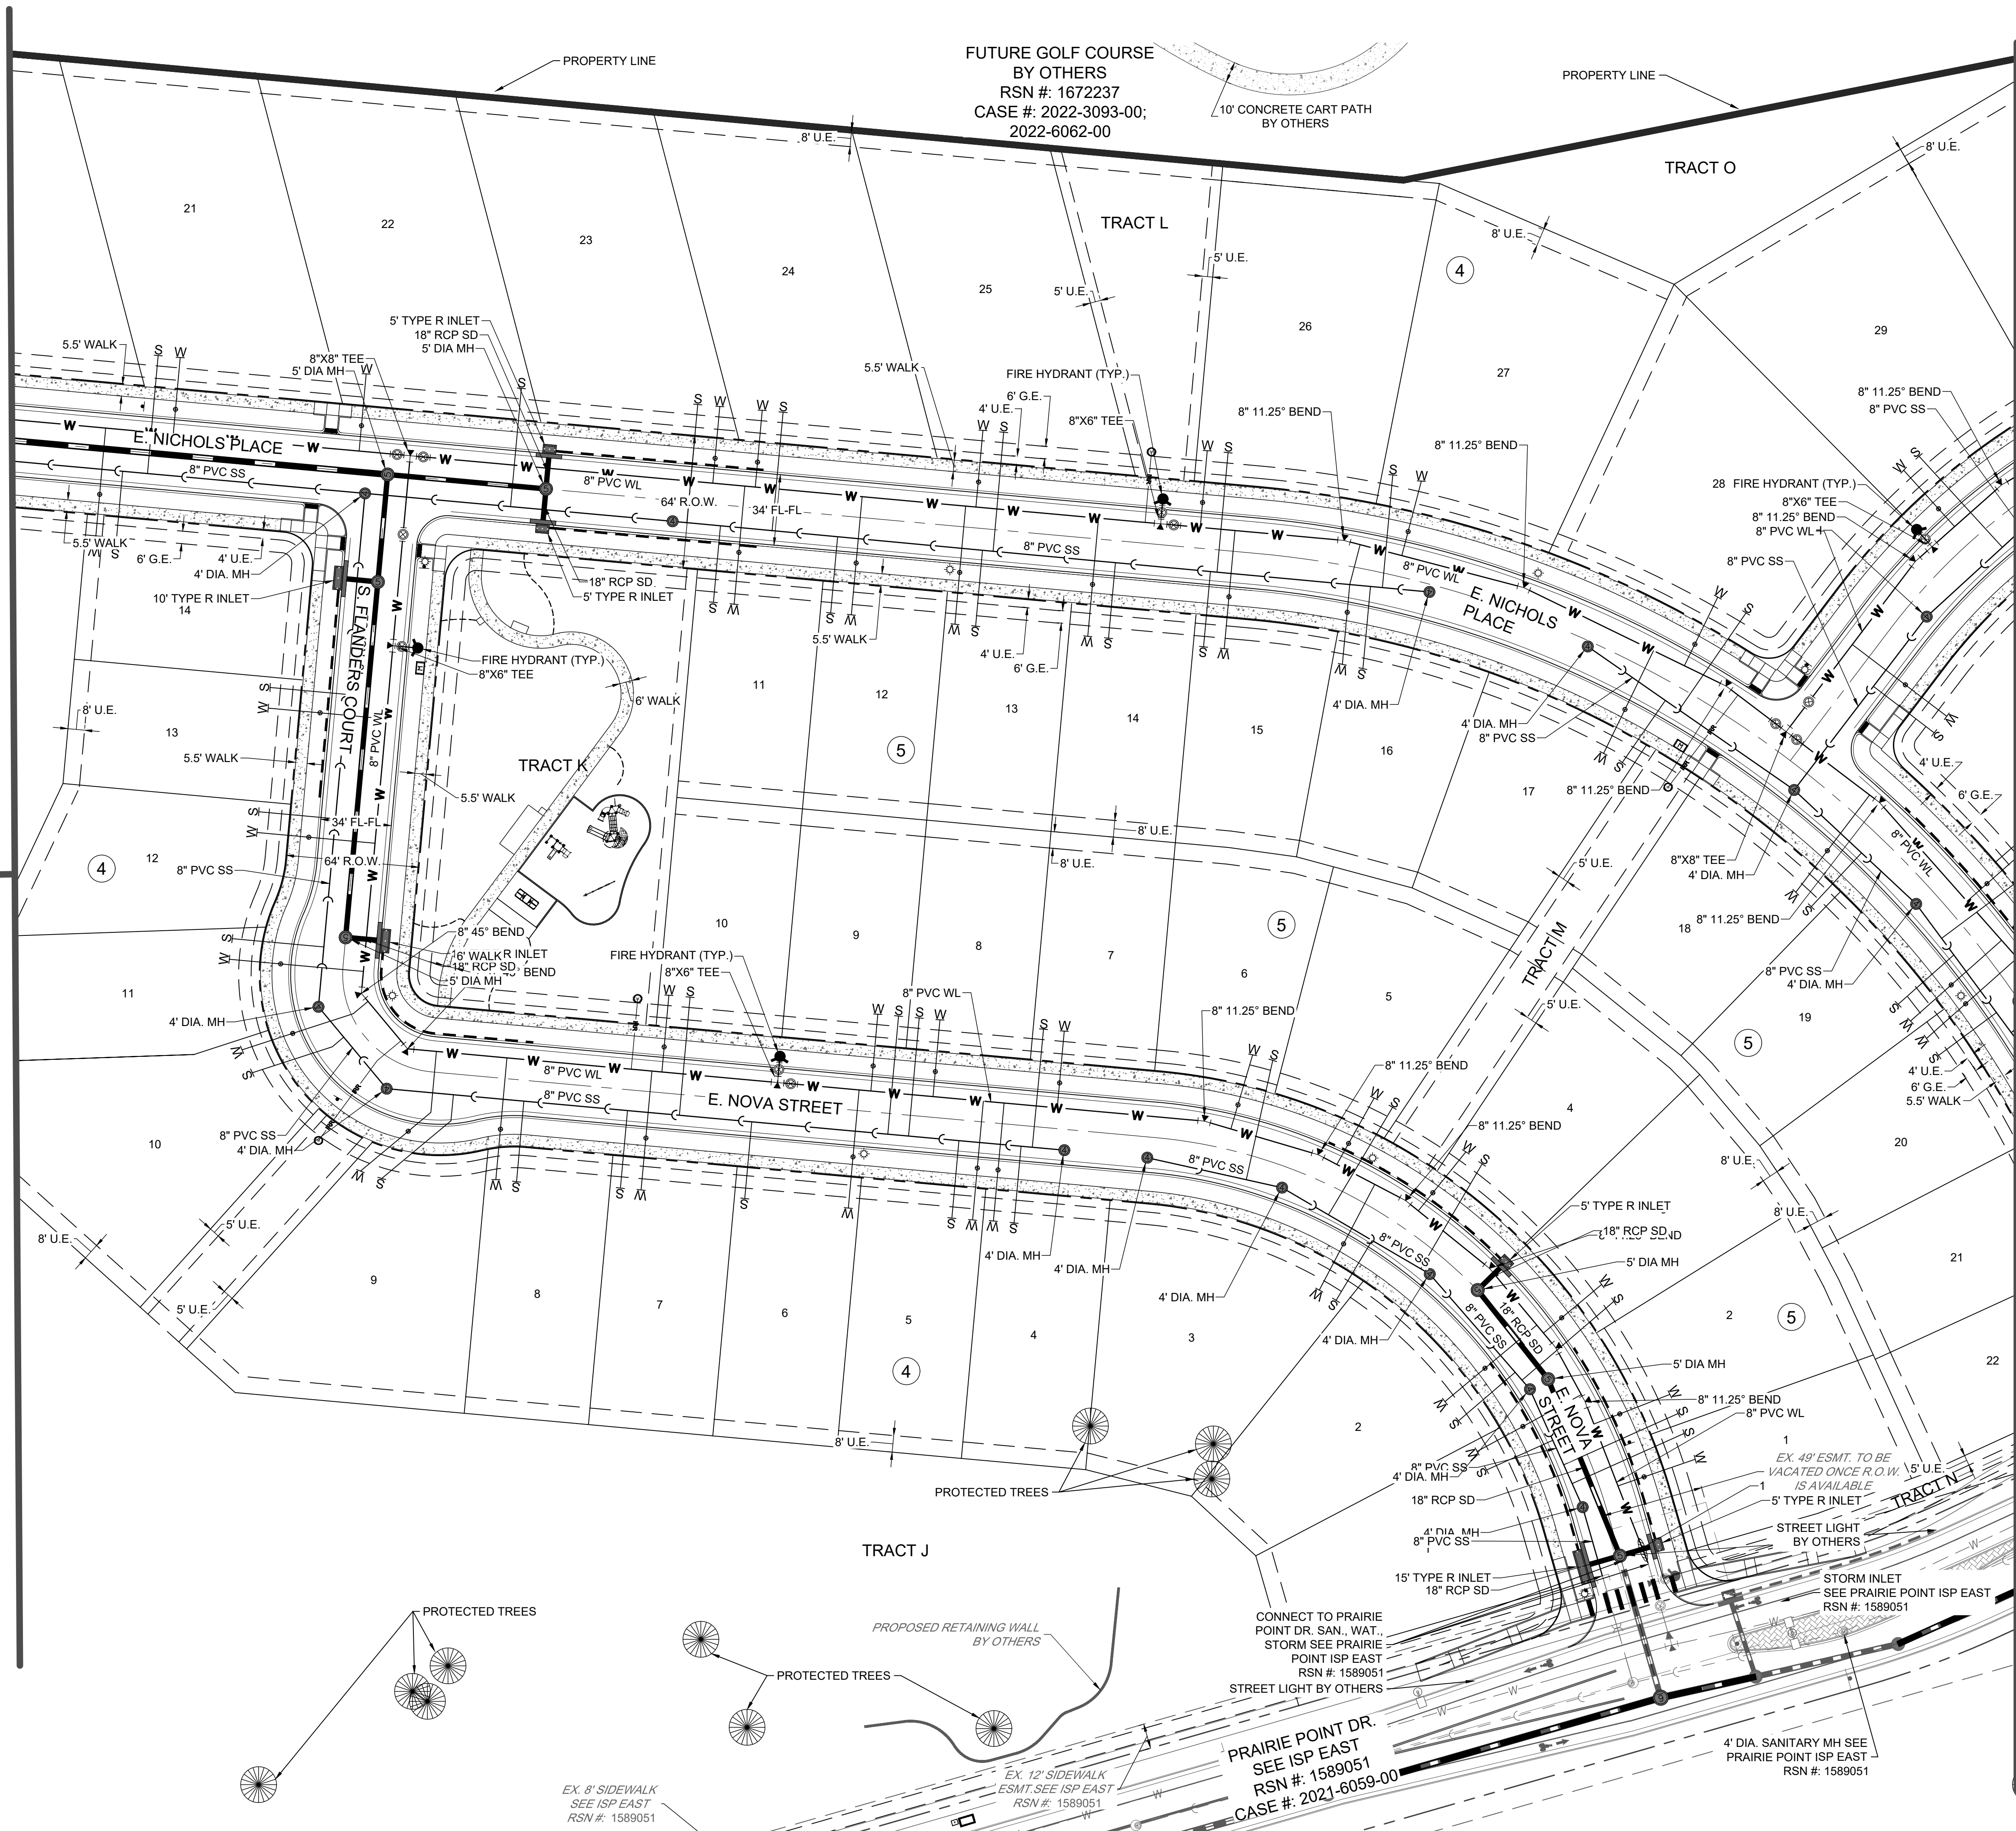 FUTURE GOLF COURSE
BY OTHERS
RSN #: 1672237
CASE #: 2022-3093-00;
2022-6062-00
PROPERTY LINE
PROPERTY LINE
10' CONCRETE CART PATH
BY OTHERS
8' U.E.
TRACT O
8' U.E.
21
22
23
24
25
TRACT L
5' U.E.
5' U.E.
4
8' U.E.
26
27
29
5' TYPE R INLET
18" RCP SD
5' DIA MH
5.5' WALK
8"X8" TEE
5' DIA MH
5.5' WALK
FIRE HYDRANT (TYP.)
6' G.E.
4' U.E.
8"X6" TEE
8" 11.25° BEND
8" 11.25° BEND
8" 11.25° BEND
8" PVC SS
E. NICHOLS PLACE
8" PVC SS
8" PVC WL
64' R.O.W.
34' FL-FL
8" PVC SS
8" PVC WL
28 FIRE HYDRANT (TYP.)
8"X6" TEE
8" 11.25° BEND
8" PVC WL
8" PVC SS
5.5' WALK
6' G.E.
4' U.E.
4' DIA. MH
10' TYPE R INLET
14
18" RCP SD
5' TYPE R INLET
E. NICHOLS
PLACE
S. FLANDERS COURT
8" PVC WL
FIRE HYDRANT (TYP.)
8"X6" TEE
5.5' WALK
4' U.E.
6' G.E.
6' WALK
11
12
13
14
15
16
17
4' DIA. MH
4' DIA. MH
8" PVC SS
8' U.E.
13
5.5' WALK
TRACT K
5
5.5' WALK
8" 11.25° BEND
4' U.E.
6' G.E.
34' FL-FL
64' R.O.W.
12
4
8" PVC SS
8' U.E.
8' U.E.
5' U.E.
8"X8" TEE
4' DIA. MH
8" PVC WL
8" 11.25° BEND
18
10
9
8
7
6
5
5
TRACT M
8" 45° BEND
6' WALK
R INLET
18" RCP SD
BEND
5' DIA MH
FIRE HYDRANT (TYP.)
8"X6" TEE
8" PVC WL
8" 11.25° BEND
8" PVC SS
4' DIA. MH
11
4' DIA. MH
5' U.E.
19
5
8" 11.25° BEND
8" PVC WL
8" PVC SS
E. NOVA STREET
4
8" 11.25° BEND
4' U.E.
6' G.E.
5.5' WALK
10
8" PVC SS
4' DIA. MH
8" PVC SS
20
8' U.E.
5' U.E.
8' U.E.
5' U.E.
4' DIA. MH
4' DIA. MH
4' DIA. MH
4' DIA. MH
8" PVC SS
5' TYPE R INLET
18" RCP SD
5' DIA MH
8' U.E.
21
9
8
7
6
5
4
3
4
8" PVC SS
18" RCP SD
2
5
22
5' DIA MH
8" 11.25° BEND
8" PVC WL
E. NOVA
STREET
2
1
8' U.E.
PROTECTED TREES
8" PVC SS
4' DIA. MH
18" RCP SD
4' DIA. MH
8" PVC SS
EX. 49' ESMT. TO BE
VACATED ONCE R.O.W.
IS AVAILABLE
5' U.E.
TRACT N
1
5' TYPE R INLET
STREET LIGHT
BY OTHERS
TRACT J
15' TYPE R INLET
18" RCP SD
STORM INLET
SEE PRAIRIE POINT ISP EAST
RSN #: 1589051
PROTECTED TREES
PROPOSED RETAINING WALL
BY OTHERS
PROTECTED TREES
CONNECT TO PRAIRIE
POINT DR. SAN., WAT.,
STORM SEE PRAIRIE
POINT ISP EAST
RSN #: 1589051
STREET LIGHT BY OTHERS
PRAIRIE POINT DR.
SEE ISP EAST
RSN #: 1589051
CASE #: 2021-6059-00
4' DIA. SANITARY MH SEE
PRAIRIE POINT ISP EAST
RSN #: 1589051
EX. 8' SIDEWALK
SEE ISP EAST
RSN #: 1589051
EX. 12' SIDEWALK
ESMT.SEE ISP EAST
RSN #: 1589051